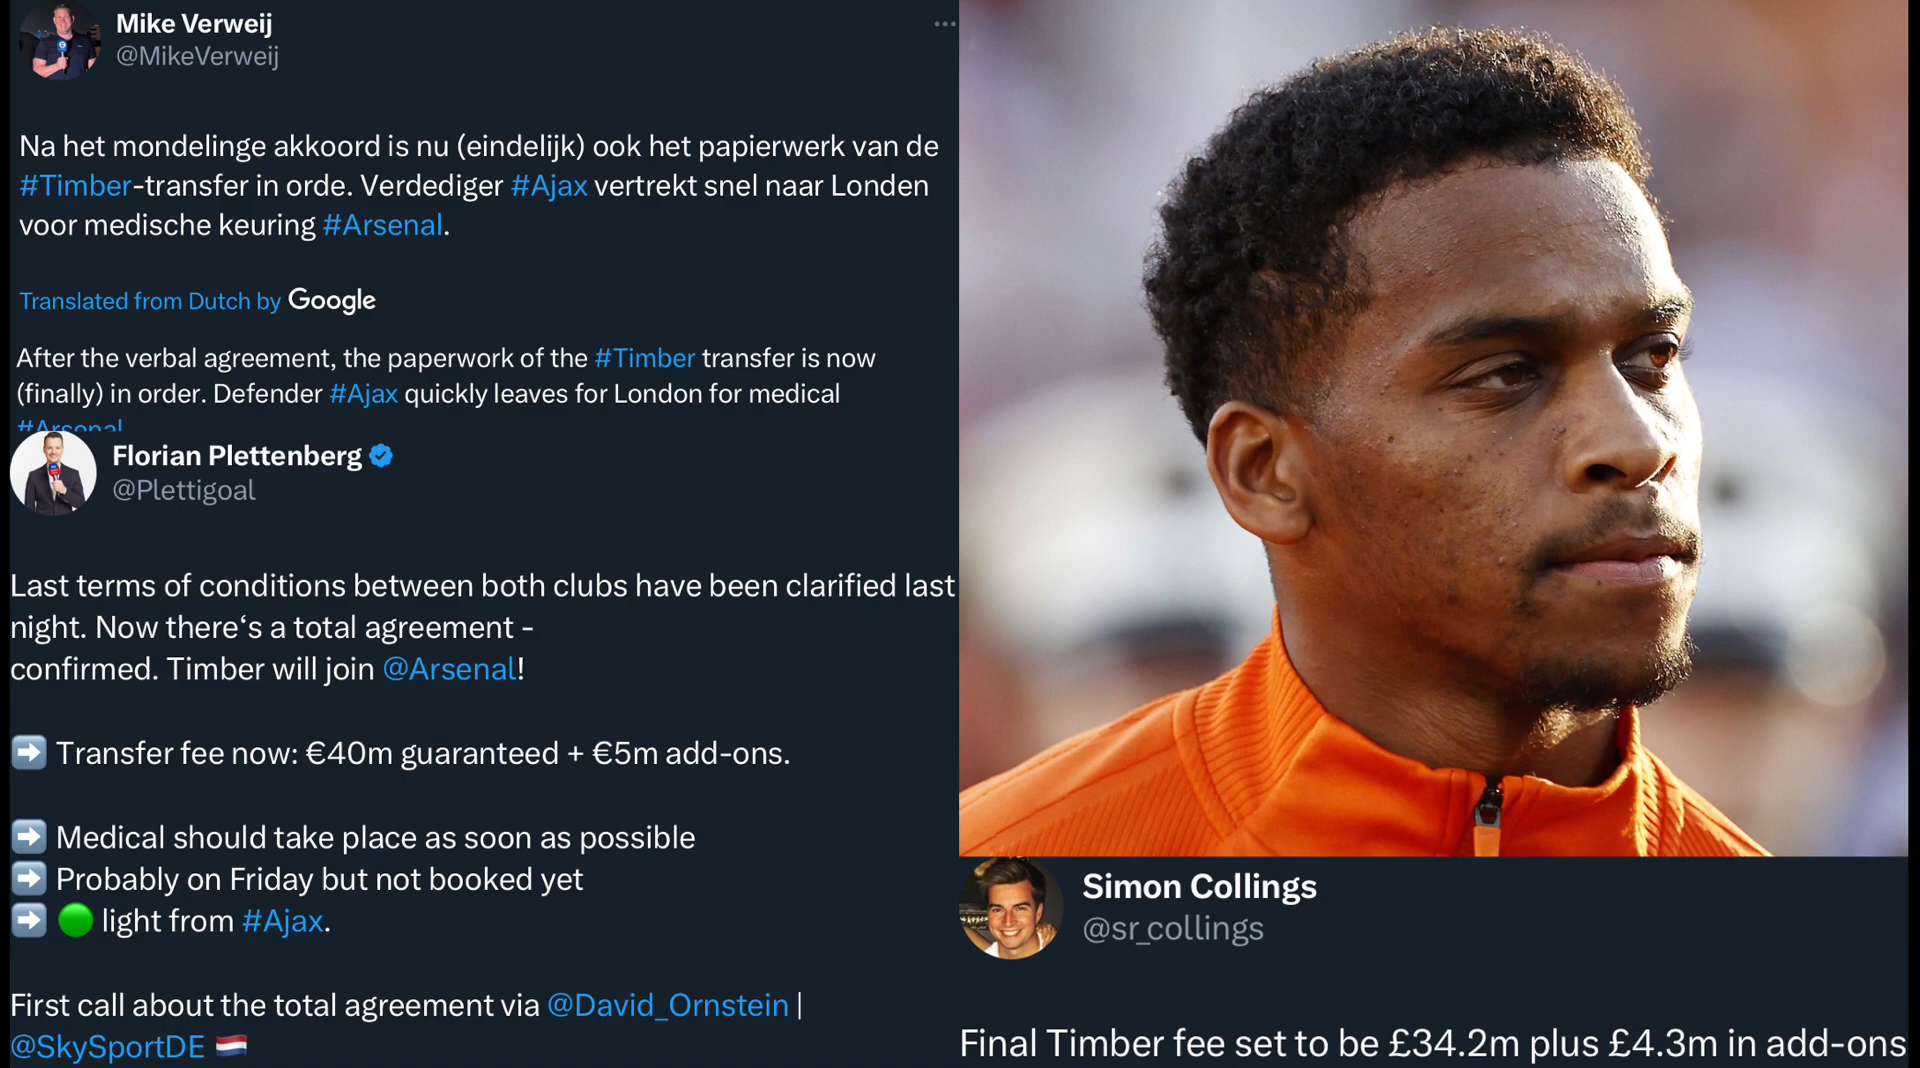 Mike Verweij
@MikeVerweij
Na het mondelinge akkoord is nu (eindelijk) ook het papierwerk van de
#Timber-transfer in orde. Verdediger #Ajax vertrekt snel naar Londen
voor medische keuring #Arsenal.
Translated from Dutch by Google
After the verbal agreement, the paperwork of the #Timber transfer is now
(finally) in order. Defender #Ajax quickly leaves for London for medical
#Arsenal
Florian Plettenberg
@Plettigoal
Last terms of conditions between both clubs have been clarified last
night. Now there‘s a total agreement -
confirmed. Timber will join @Arsenal!
➡️ Transfer fee now: €40m guaranteed + €5m add-ons.
➡️ Medical should take place as soon as possible
➡️ Probably on Friday but not booked yet
➡️ 🟢 light from #Ajax.
First call about the total agreement via @David_Ornstein |
@SkySportDE 🇳🇱
Simon Collings
@sr_collings
Final Timber fee set to be £34.2m plus £4.3m in add-ons